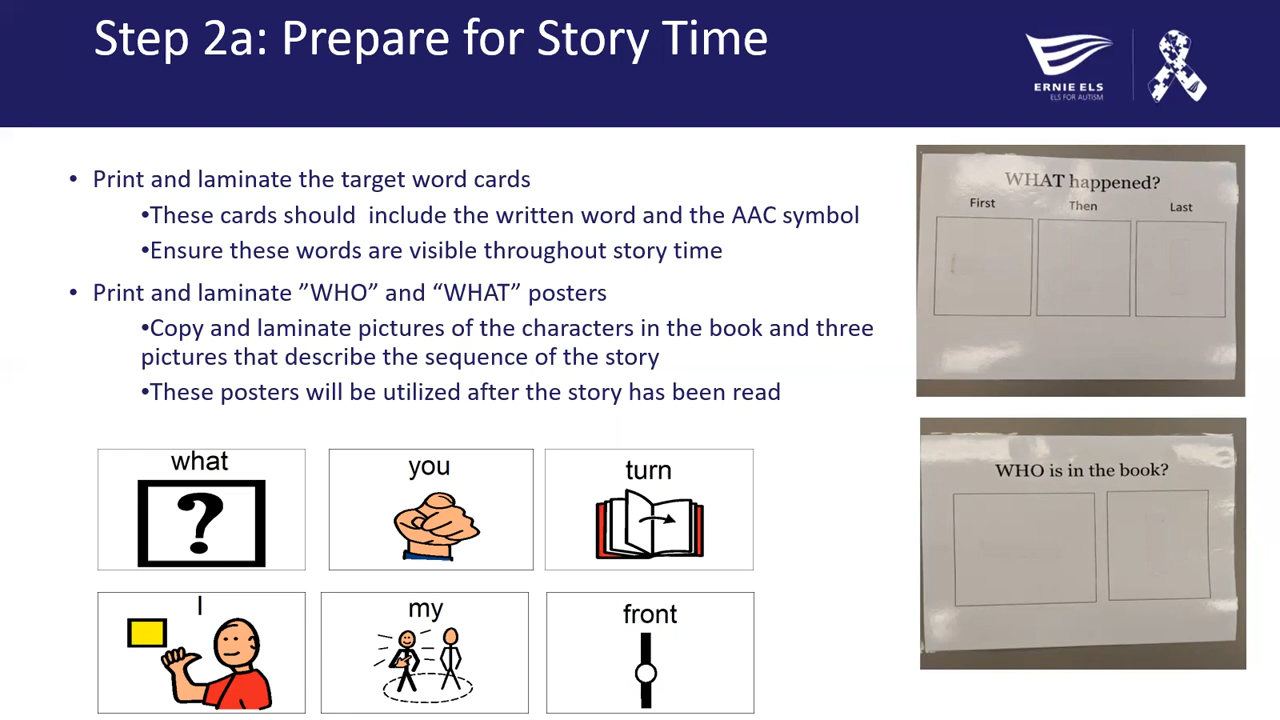 Step 2a: Prepare for Story Time
ERNIE ELS
ELS FOR AUTISM
• Print and laminate the target word cards
•These cards should  include the written word and the AAC symbol
•Ensure these words are visible throughout story time
• Print and laminate ”WHO” and “WHAT” posters
•Copy and laminate pictures of the characters in the book and three
pictures that describe the sequence of the story
•These posters will be utilized after the story has been read
WHAT happened?
First Then Last
WHO is in the book?
what you turn
?
I my front